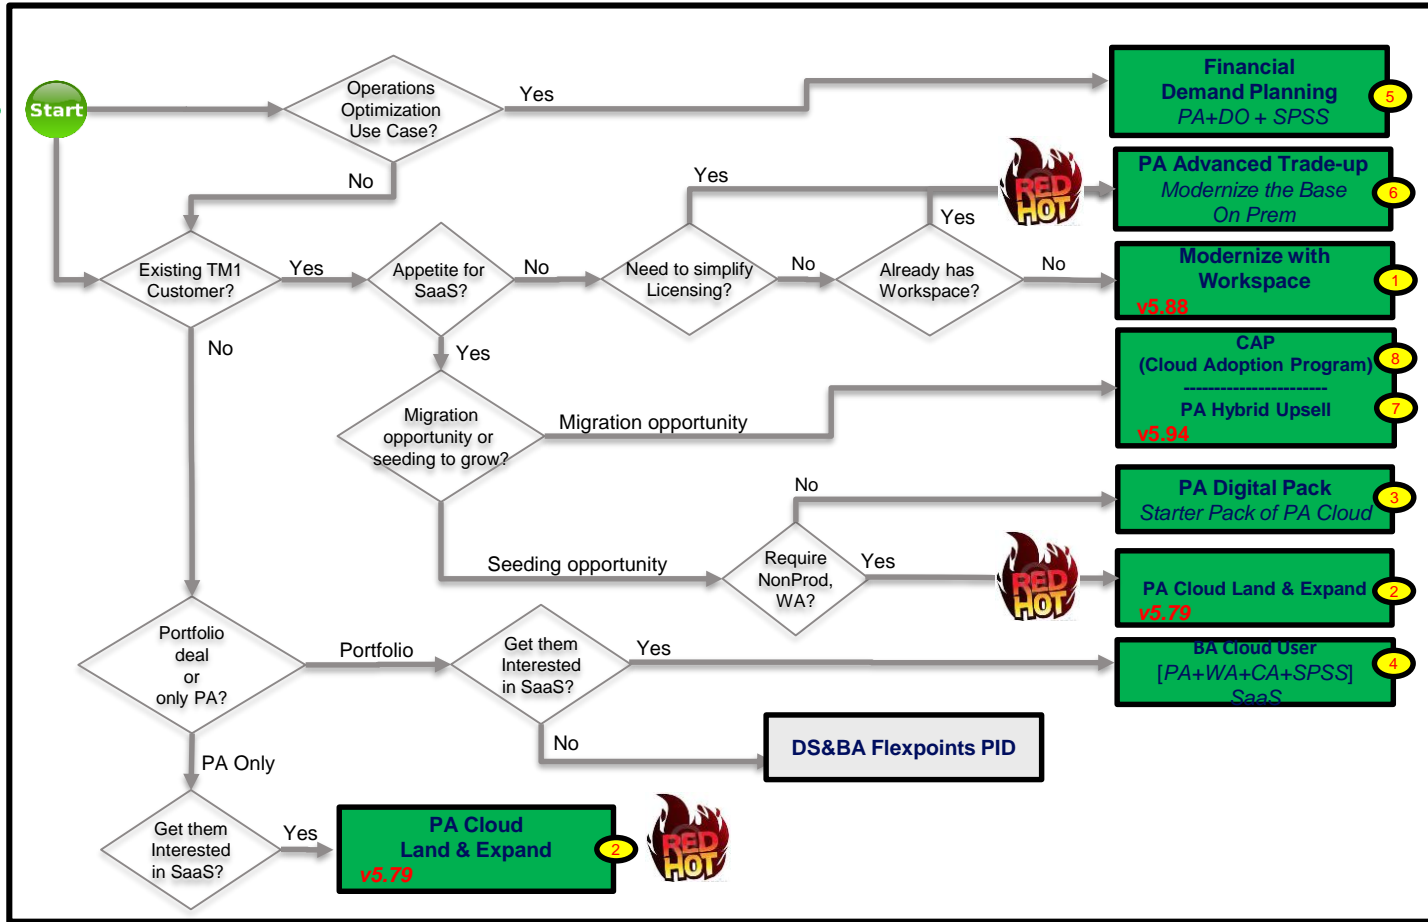 Start
Operations
Optimization
Use Case?
Yes
Financial
Demand Planning
PA+DO + SPSS
5
No
Yes
RED
HOT
PA Advanced Trade-up
Modernize the Base
On Prem
6
Yes
Existing TM1
Customer?
Yes
Appetite for
SaaS?
No
Need to simplify
Licensing?
No
Already has
Workspace?
No
Modernize with
Workspace
v5.88
1
No
Yes
CAP
(Cloud Adoption Program)
8
------------------------
PA Hybrid Upsell
7
v5.94
Migration
opportunity or
seeding to grow?
Migration opportunity
No
PA Digital Pack
Starter Pack of PA Cloud
3
Seeding opportunity
Require
NonProd,
WA?
Yes
RED
HOT
PA Cloud Land & Expand
v5.79
2
Portfolio
deal
or
only PA?
Portfolio
Get them
Interested
in SaaS?
Yes
BA Cloud User
[PA+WA+CA+SPSS]
SaaS
4
No
DS&BA Flexpoints PID
PA Only
Get them
Interested
in SaaS?
Yes
PA Cloud
Land & Expand
v5.79
2
RED
HOT